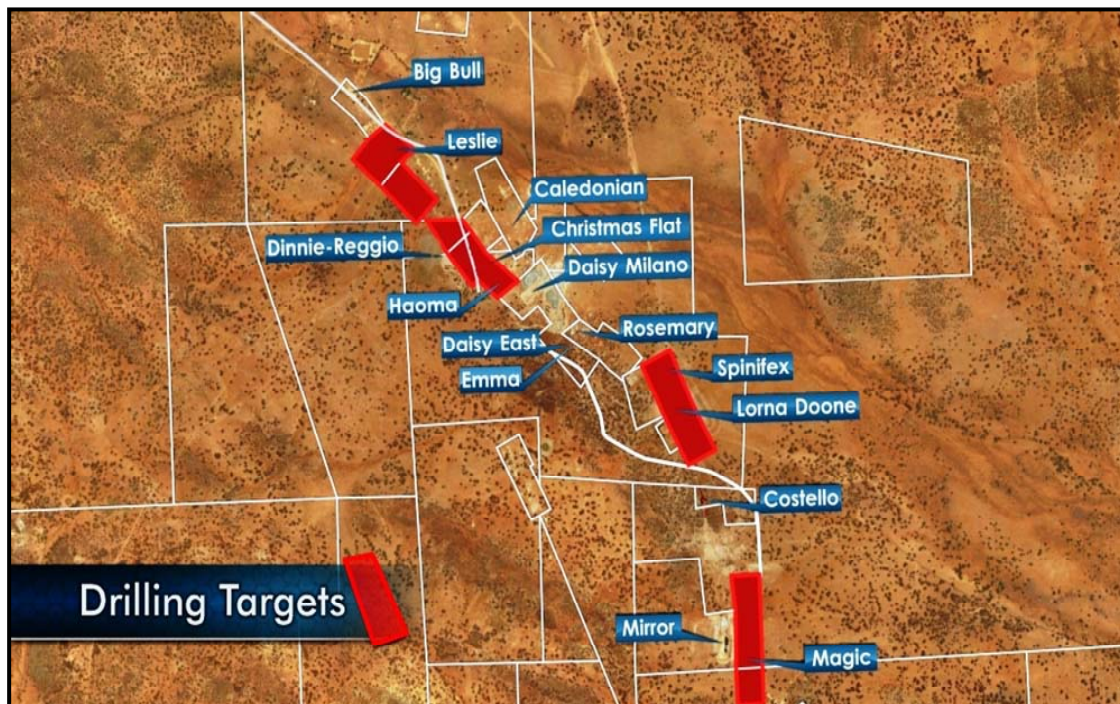 Big Bull
Leslie
Caledonian
Christmas Flat
Dinnie-Reggio
Daisy Milano
Haoma
Rosemary
Daisy East
Spinifex
Emma
Lorna Doone
Costello
Drilling Targets
Mirror
Magic